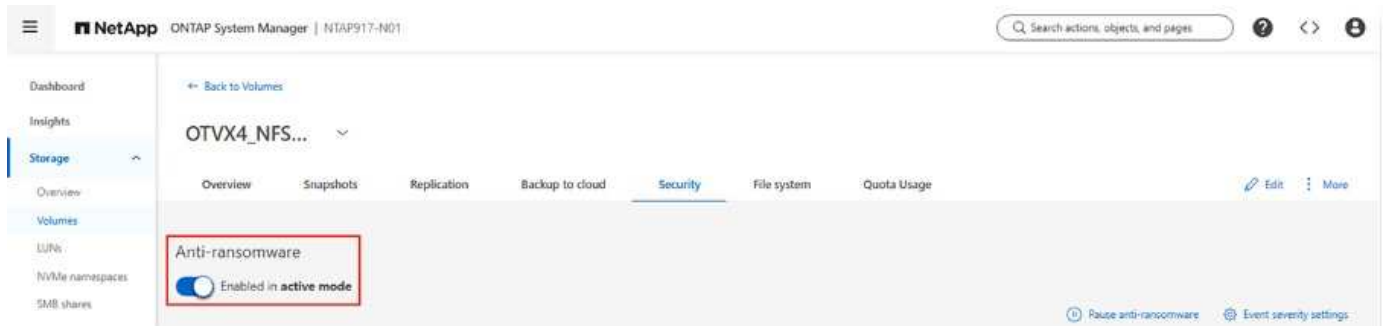 NetApp ONTAP System Manager | NTAP917-N01
Search actions, objects, and pages
Dashboard
Insights
Storage
Overview
Volumes
LUNs
NVMe namespaces
SMB shares
Back to Volumes
OTVX4_NFS...
Overview Snapshots Replication Backup to cloud Security File system Quota Usage
Edit More
Anti-ransomware
Enabled in active mode
Pause anti-ransomware Event severity settings